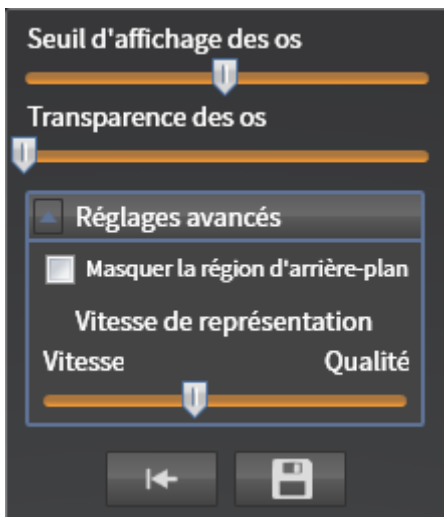 Seuil d'affichage des os
Transparence des os
Réglages avancés
Masquer la région d'arrière-plan
Vitesse de représentation
Vitesse Qualité